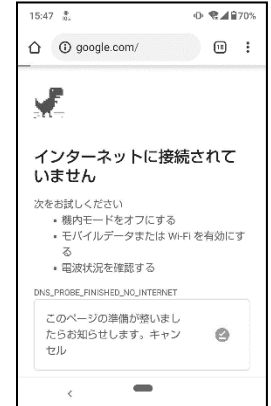 15:47
70%
google.com/
18
インターネットに接続されて
いません
次をお試しください
• 機内モードをオフにする
• モバイルデータまたは Wi-Fi を有効にす
る
• 電波状況を確認する
DNS_PROBE_FINISHED_NO_INTERNET
このページの準備が整いまし
たらお知らせします。キャン
セル